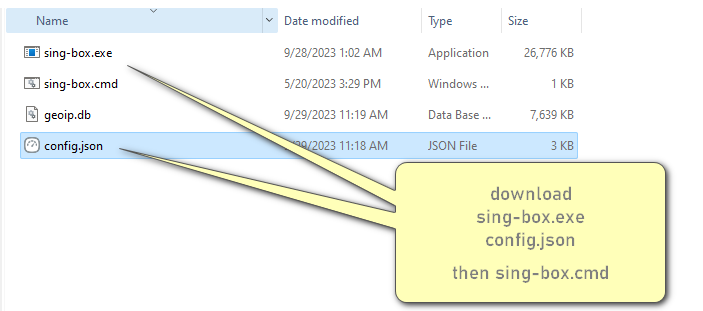 Name Date modified Type Size
sing-box.exe 9/28/2023 1:02 AM Application 26,776 KB
sing-box.cmd 5/20/2023 3:29 PM Windows ... 1 KB
geoip.db 9/29/2023 11:19 AM Data Base ... 7,639 KB
config.json /29/2023 11:18 AM JSON File 3 KB
download
sing-box.exe
config.json
then sing-box.cmd